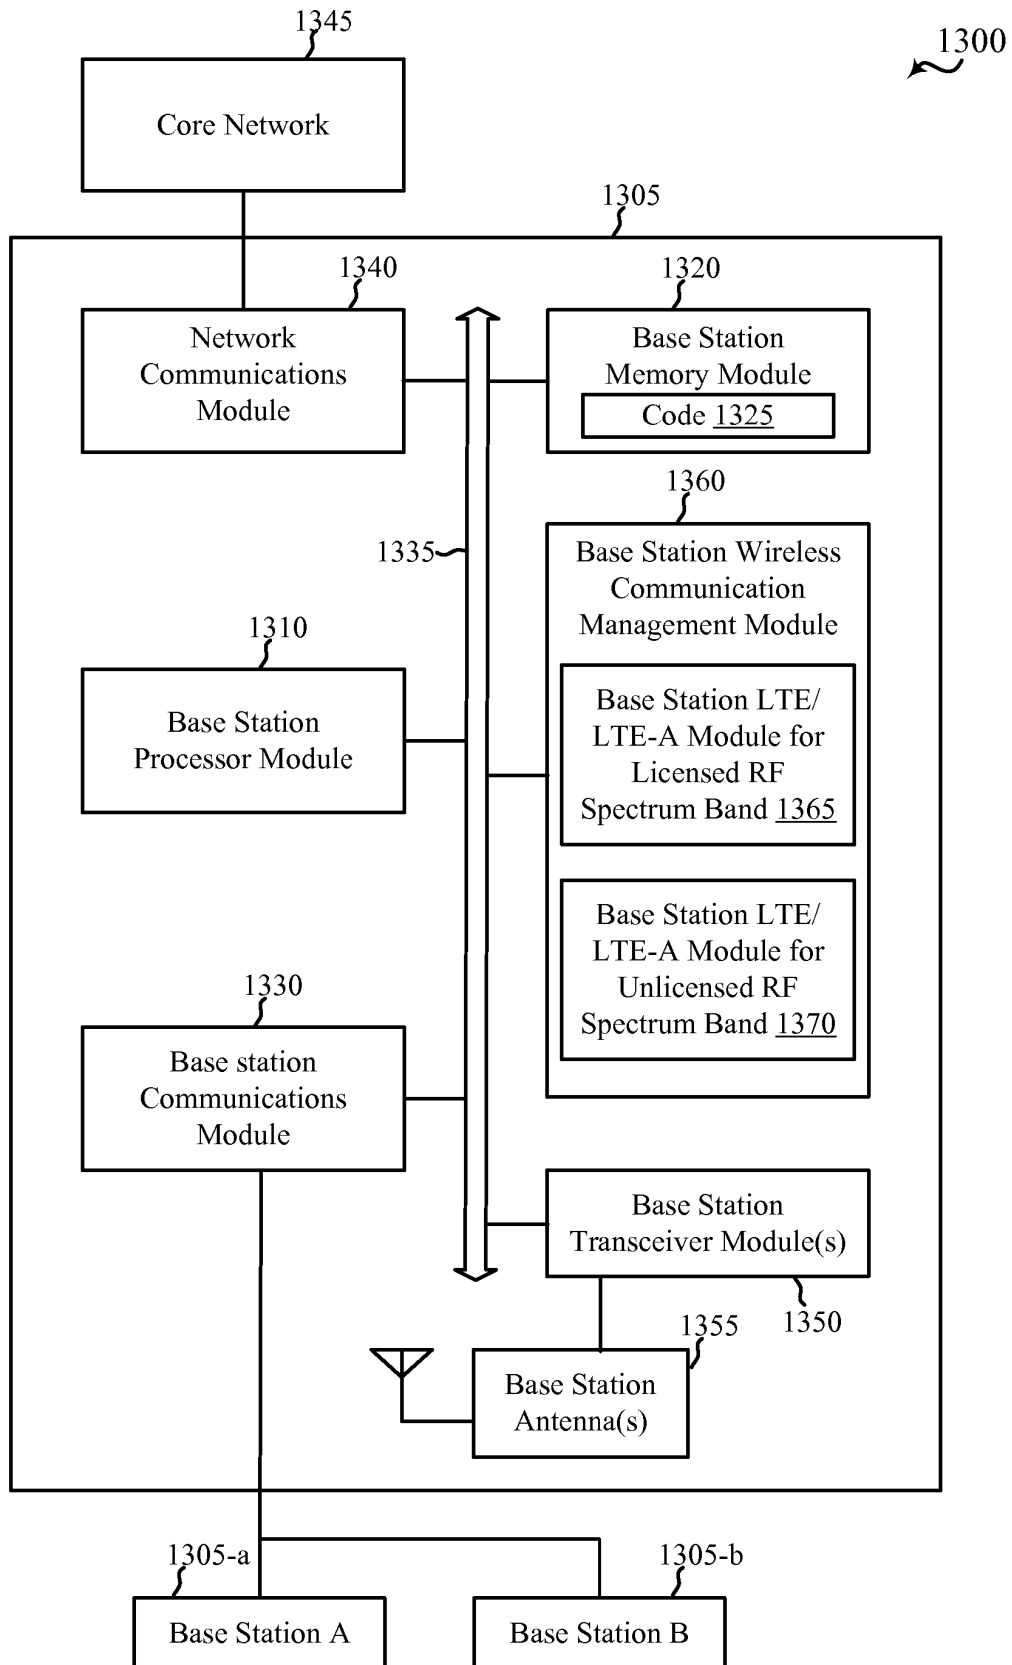 1345
1300
Core Network
1305
1340
1320
Network
Communications
Module
Base Station
Memory Module
Code 1325
1360
1335
Base Station Wireless
Communication
Management Module
1310
Base Station
Processor Module
Base Station LTE/
LTE-A Module for
Licensed RF
Spectrum Band 1365
Base Station LTE/
LTE-A Module for
Unlicensed RF
Spectrum Band 1370
1330
Base station
Communications
Module
Base Station
Transceiver Module(s)
1350
1355
Base Station
Antenna(s)
1305-a
1305-b
Base Station A
Base Station B